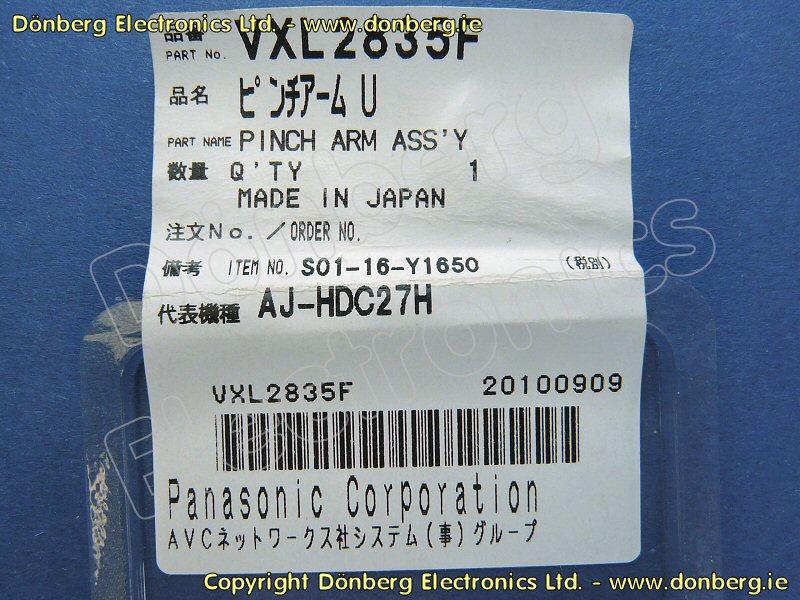 Dönberg Electronics Ltd. - www.donberg.ie
品番
PART No. VXL2835F
品名 ピンチアーム U
PART NAME PINCH ARM ASS'Y
数量 Q'TY 1
MADE IN JAPAN
注文No./ORDER NO.
備考 ITEM NO. S01-16-Y1650 (税別)
代表機種 AJ-HDC27H
VXL2835F 20100909
Panasonic Corporation
AVCネットワークス社システム(事)グループ
Dönberg Electronics
Copyright Dönberg Electronics Ltd. - www.donberg.ie